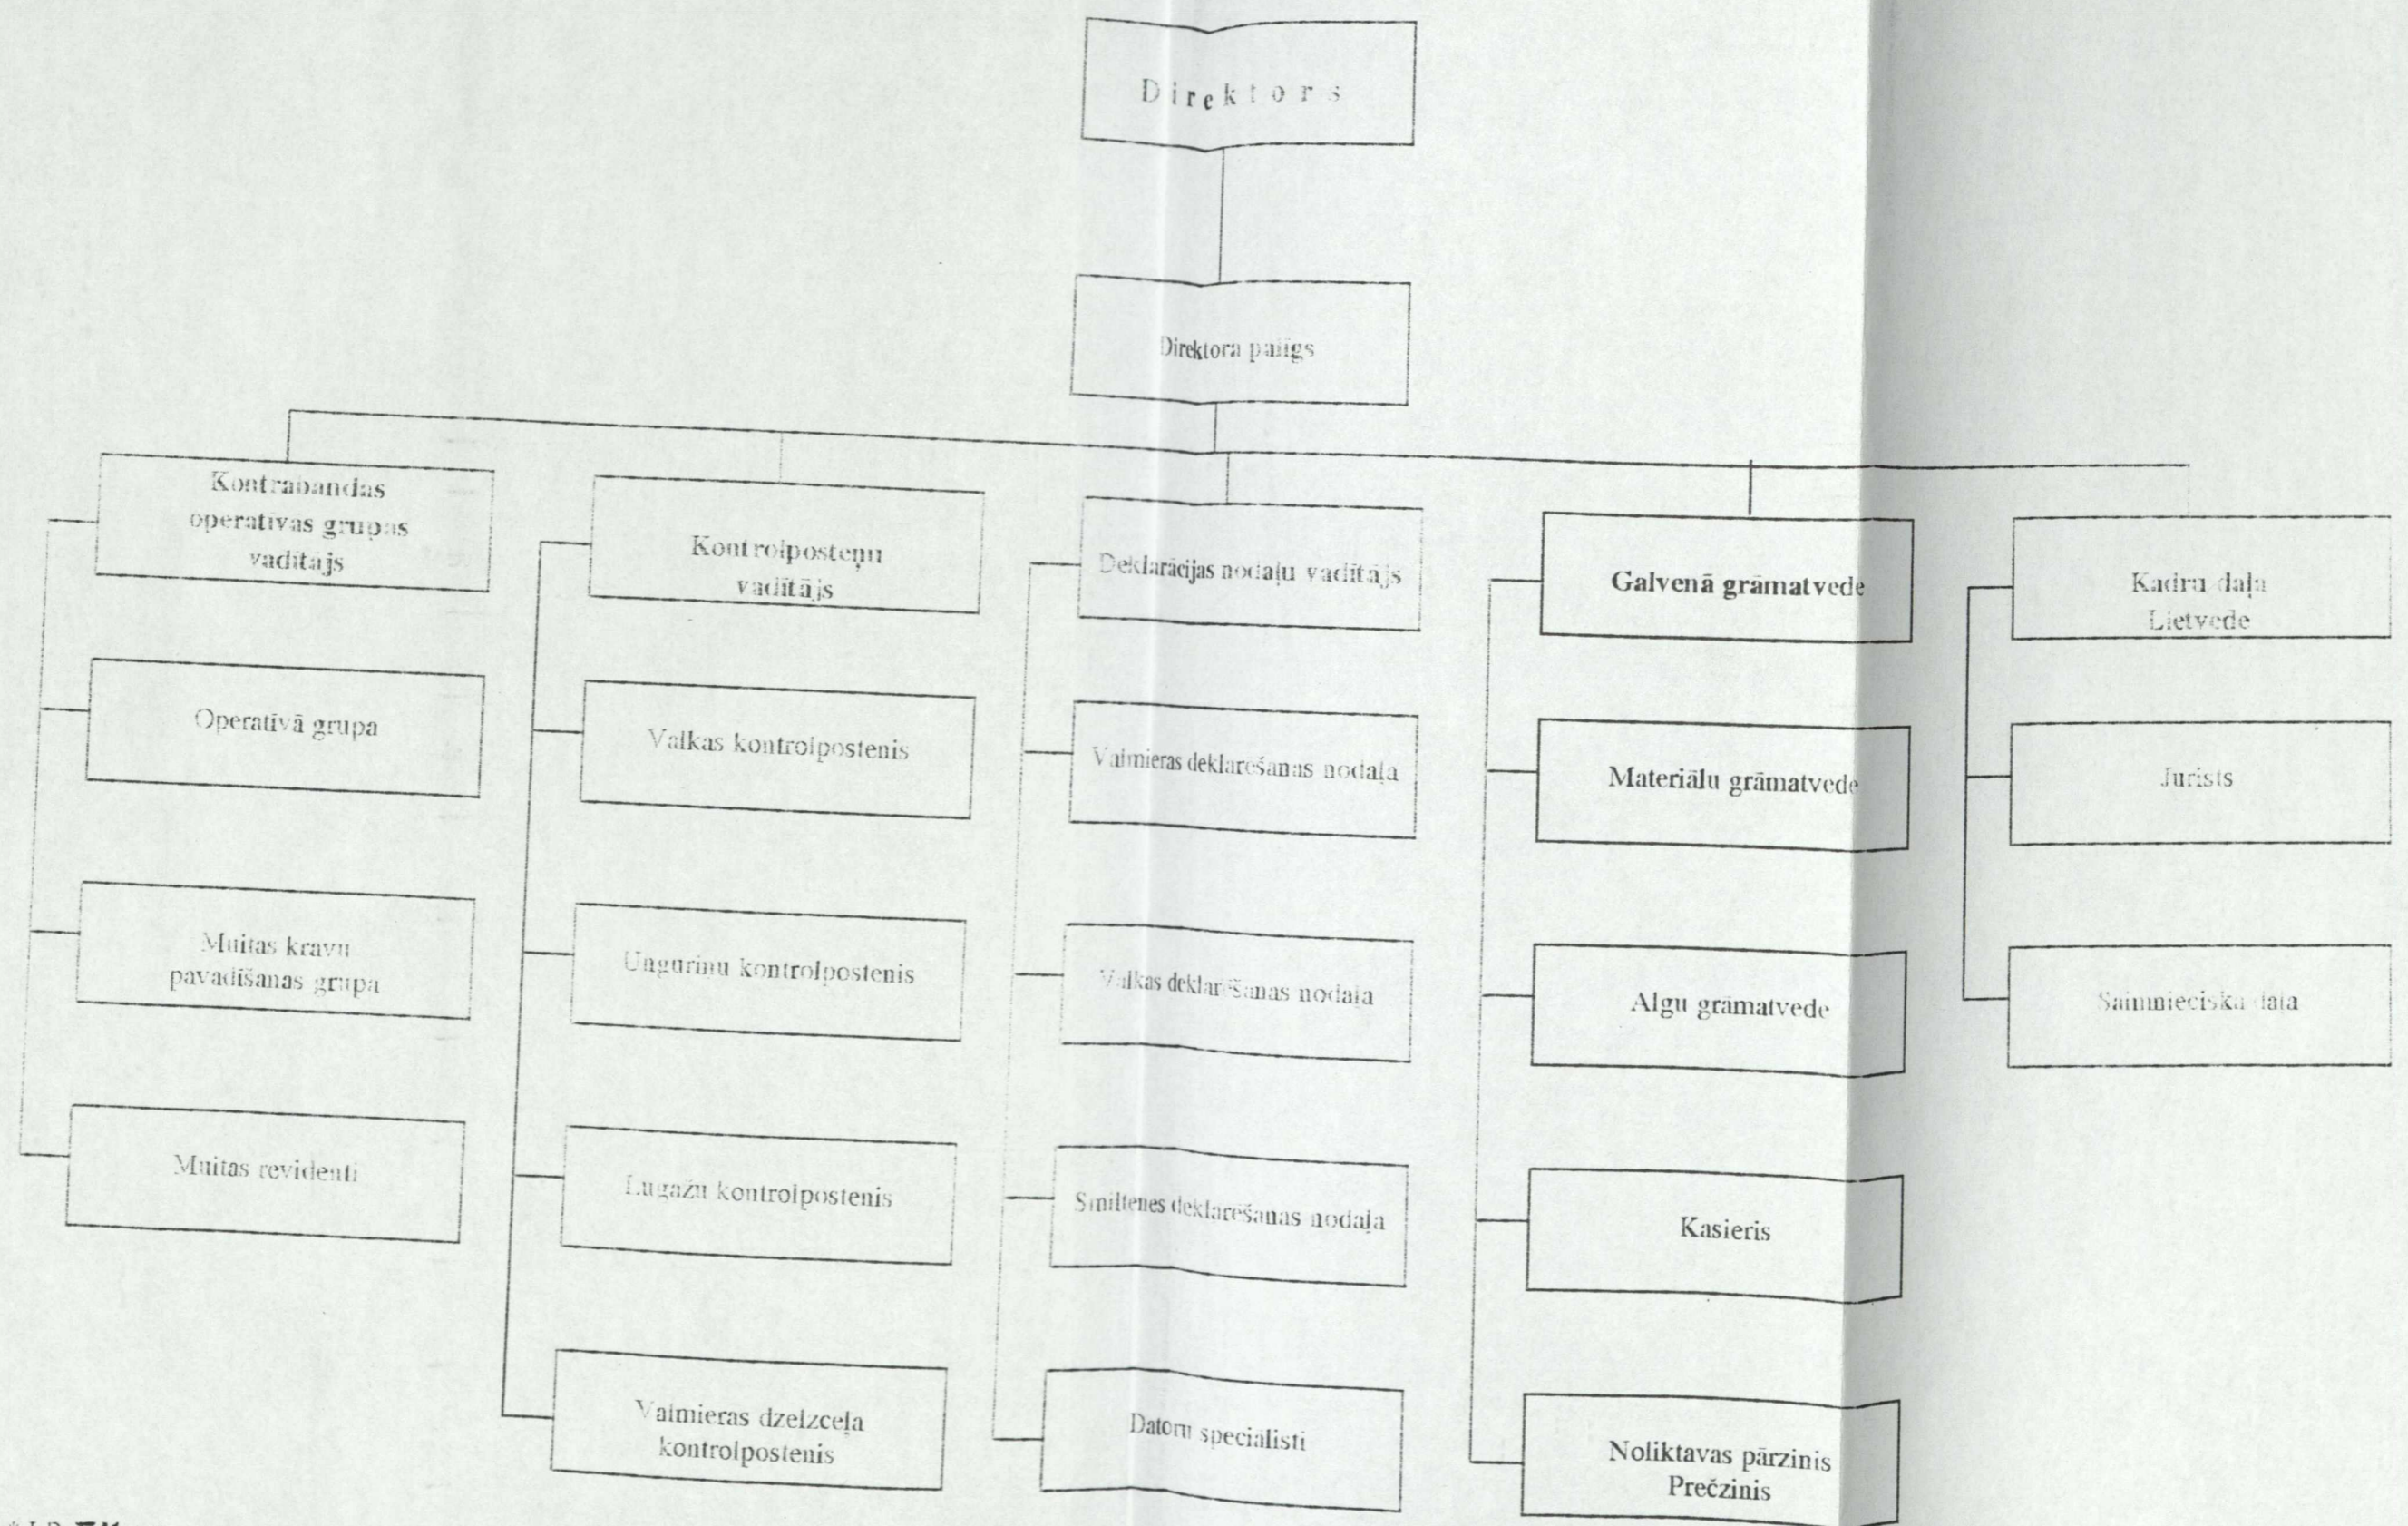 Direktors
Direktora palīgs
Kontrabandas
operatīvās grupas
vadītājs
Operatīvā grupa
Muitas kravu
pavadīšanas grupa
Muitas revidenti
Kontrolposteņu
vadītājs
Valkas kontrolpostenis
Unguriņu kontrolpostenis
Lugažu kontrolpostenis
Valmieras dzelzceļa
kontrolpostenis
Deklarācijas nodaļu vadītājs
Valmieras deklarēšanas nodaļa
Valkas deklarēšanas nodaļa
Smiltenes deklarēšanas nodaļa
Datoru speciālisti
Galvenā grāmatvede
Materiālu grāmatvede
Algu grāmatvede
Kasieris
Noliktavas pārzinis
Prečzinis
Kadru daļa
Lietvede
Jurists
Saimnieciskā daļa